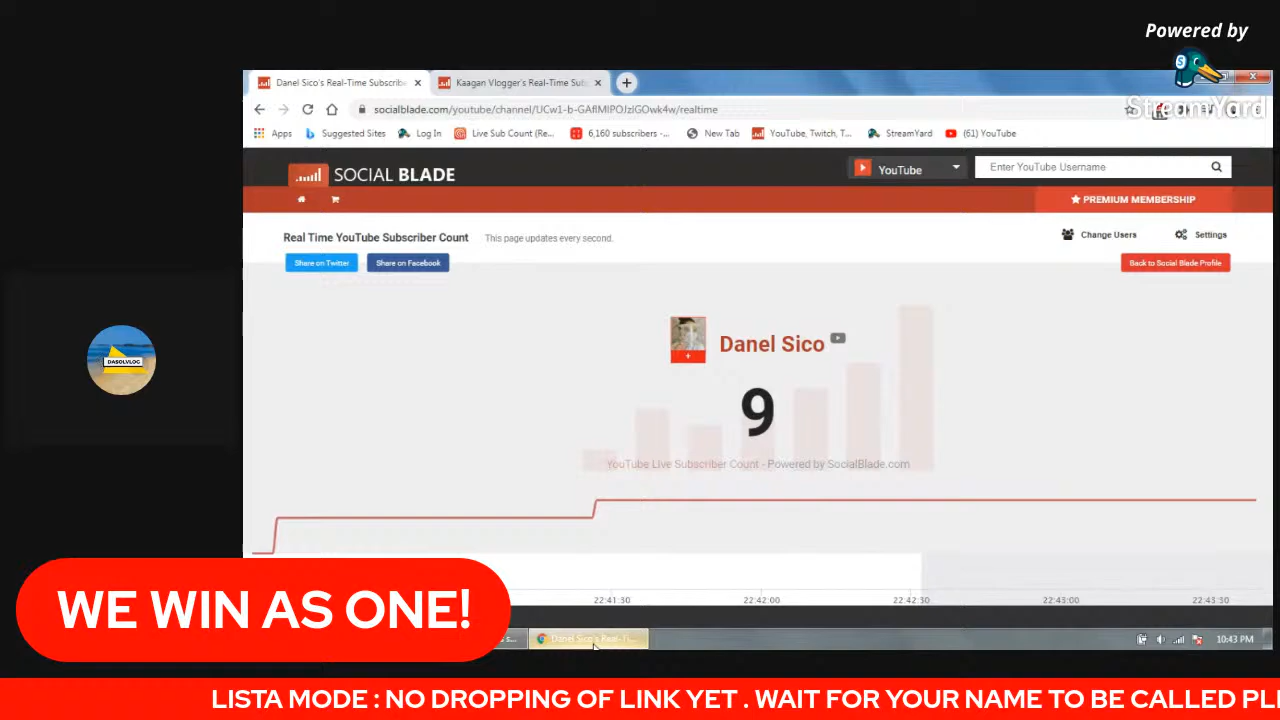 Powered by
StreamYard
Danel Sico's Real-Time Subscribe
Kaagan Vlogger's Real-Time Sub
socialblade.com/youtube/channel/UCw1-b-GAflMlPOJzlGOwk4w/realtime
Apps
Suggested Sites
Log In
Live Sub Count (Re...
6,160 subscribers -...
New Tab
YouTube, Twitch, T...
StreamYard
(61) YouTube
SOCIAL BLADE
YouTube
Enter YouTube Username
PREMIUM MEMBERSHIP
Real Time YouTube Subscriber Count
This page updates every second.
Change Users
Settings
Share on Twitter
Share on Facebook
Back to Social Blade Profile
DASOLVLOG
Danel Sico
9
YouTube Live Subscriber Count - Powered by SocialBlade.com
22:41:30
22:42:00
22:42:30
22:43:00
22:43:30
WE WIN AS ONE!
Danel Sico's Real-Ti...
10:43 PM
LISTA MODE : NO DROPPING OF LINK YET . WAIT FOR YOUR NAME TO BE CALLED PL